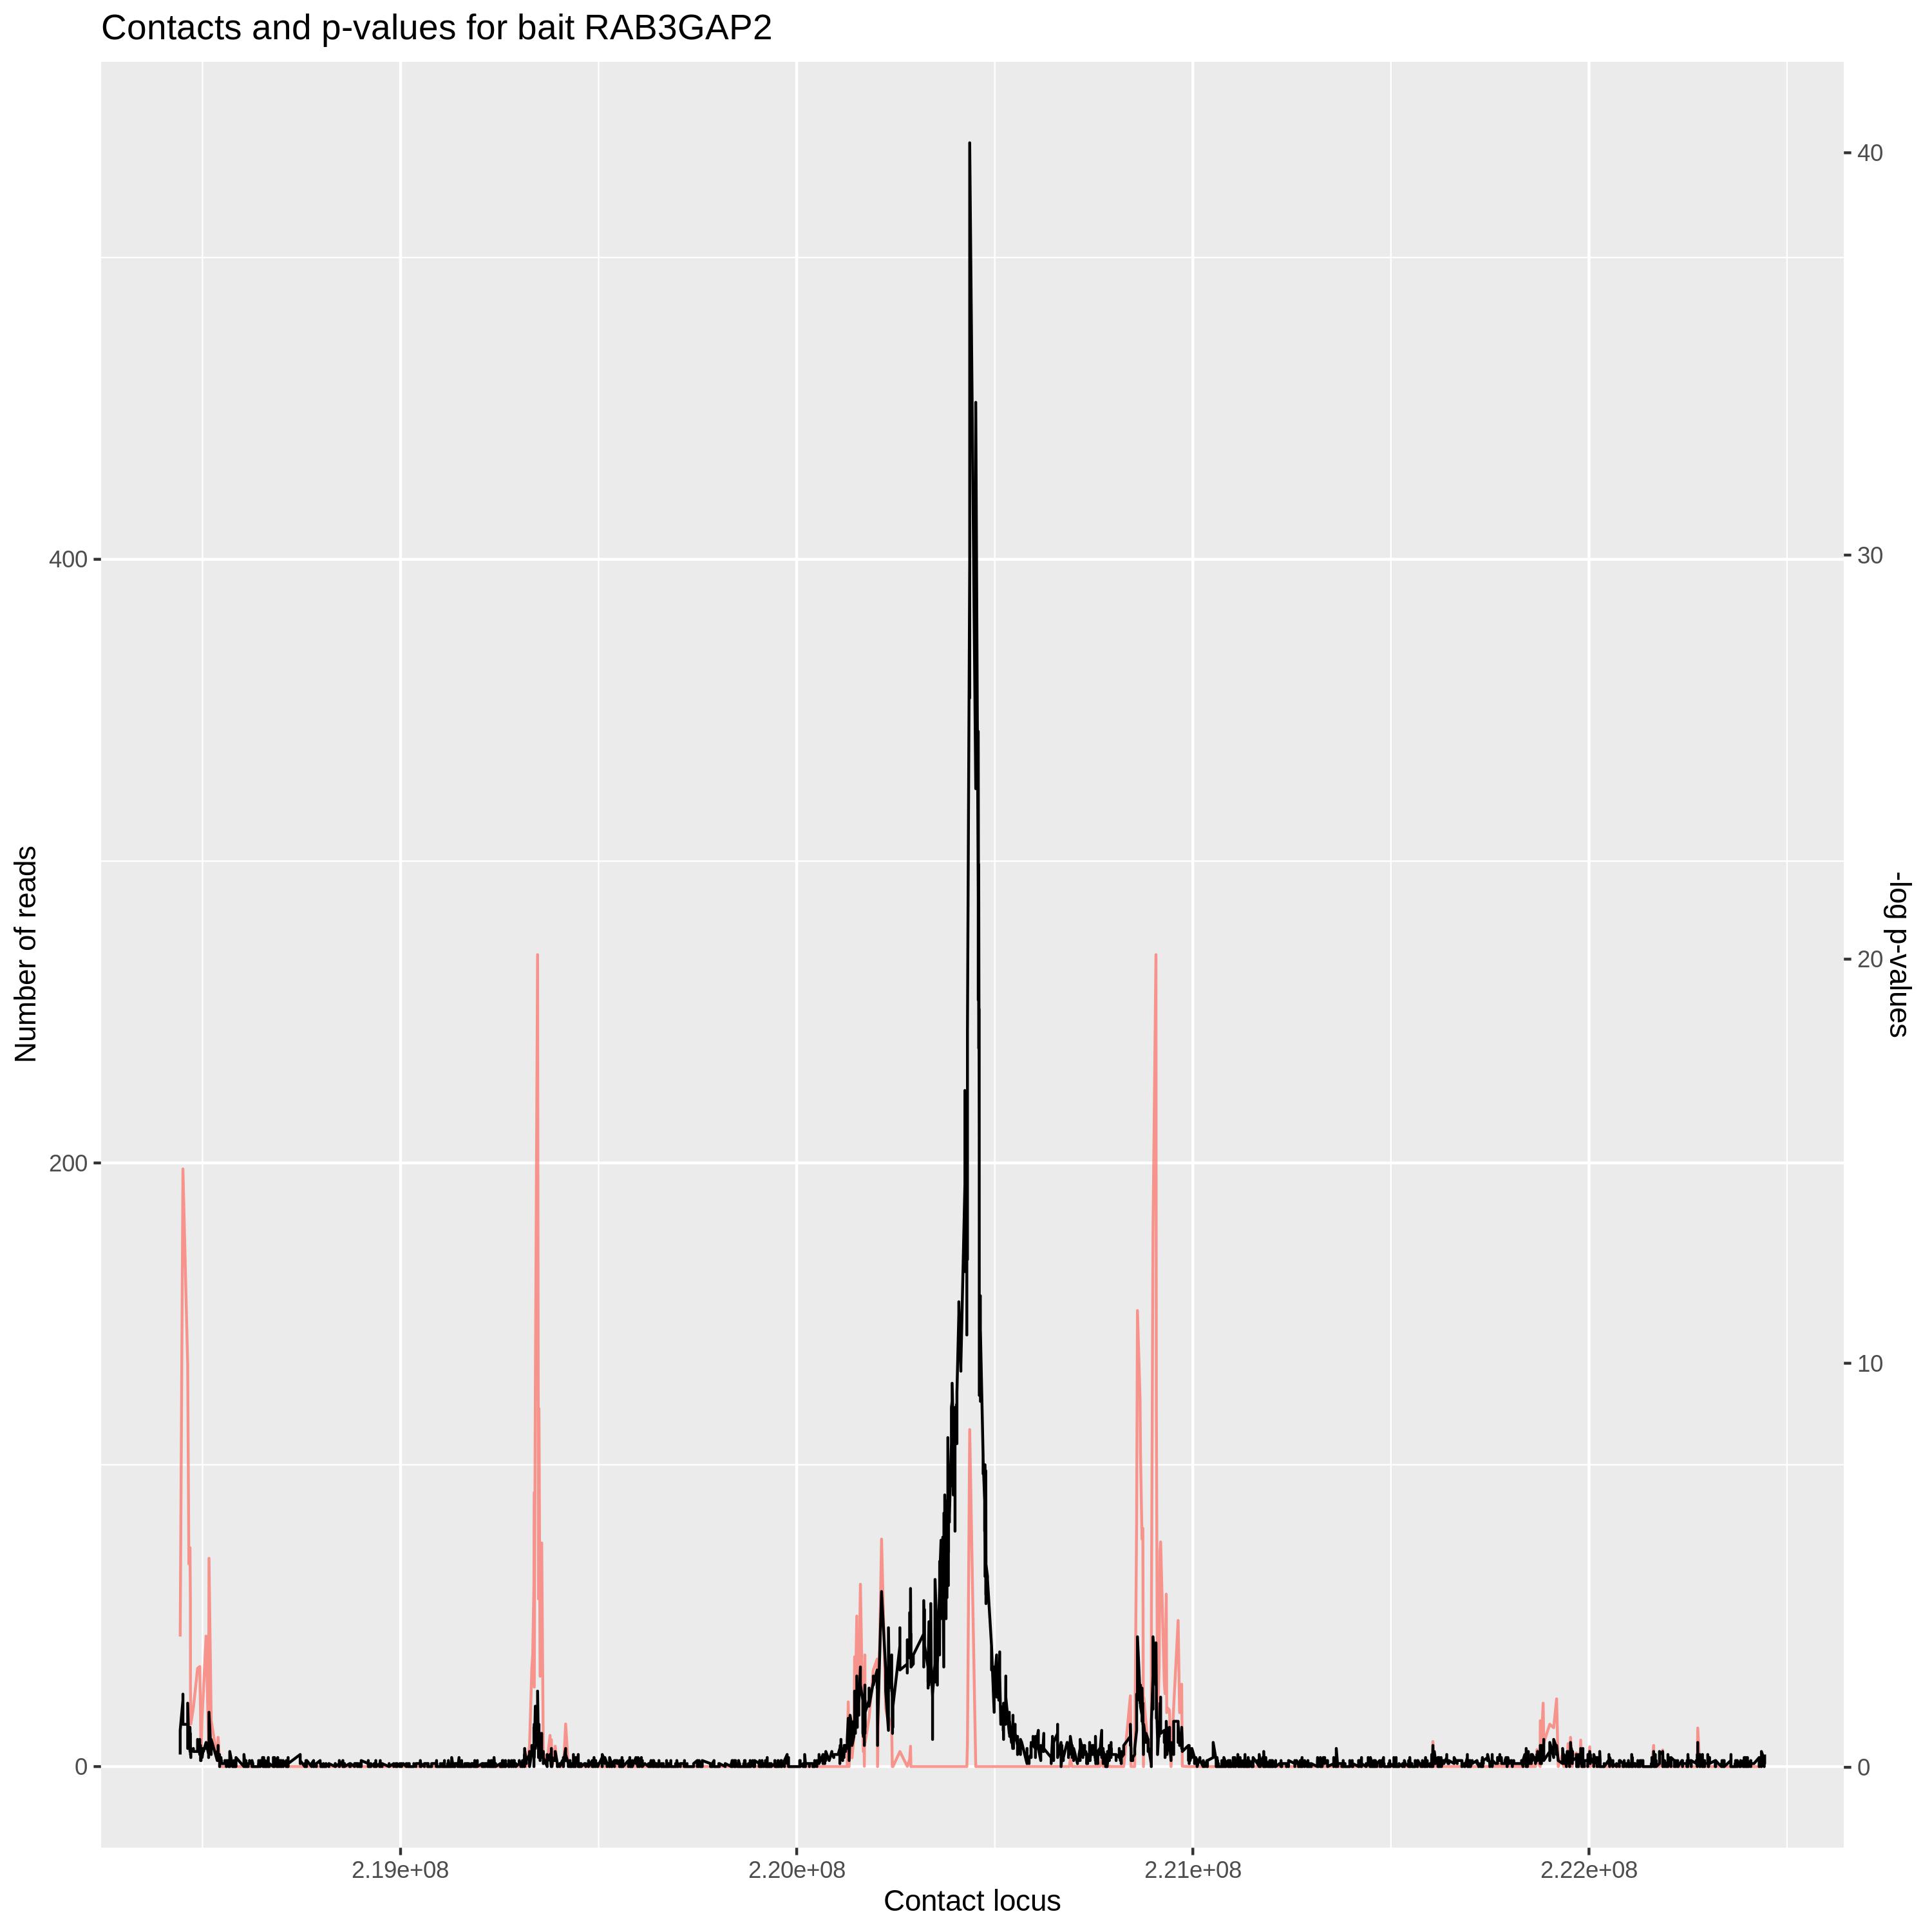 Contacts and p-values for bait RAB3GAP2
Number of reads
400
200
0
40
30
20
10
0
-log p-values
2.19e+08 2.20e+08 2.21e+08 2.22e+08
Contact locus